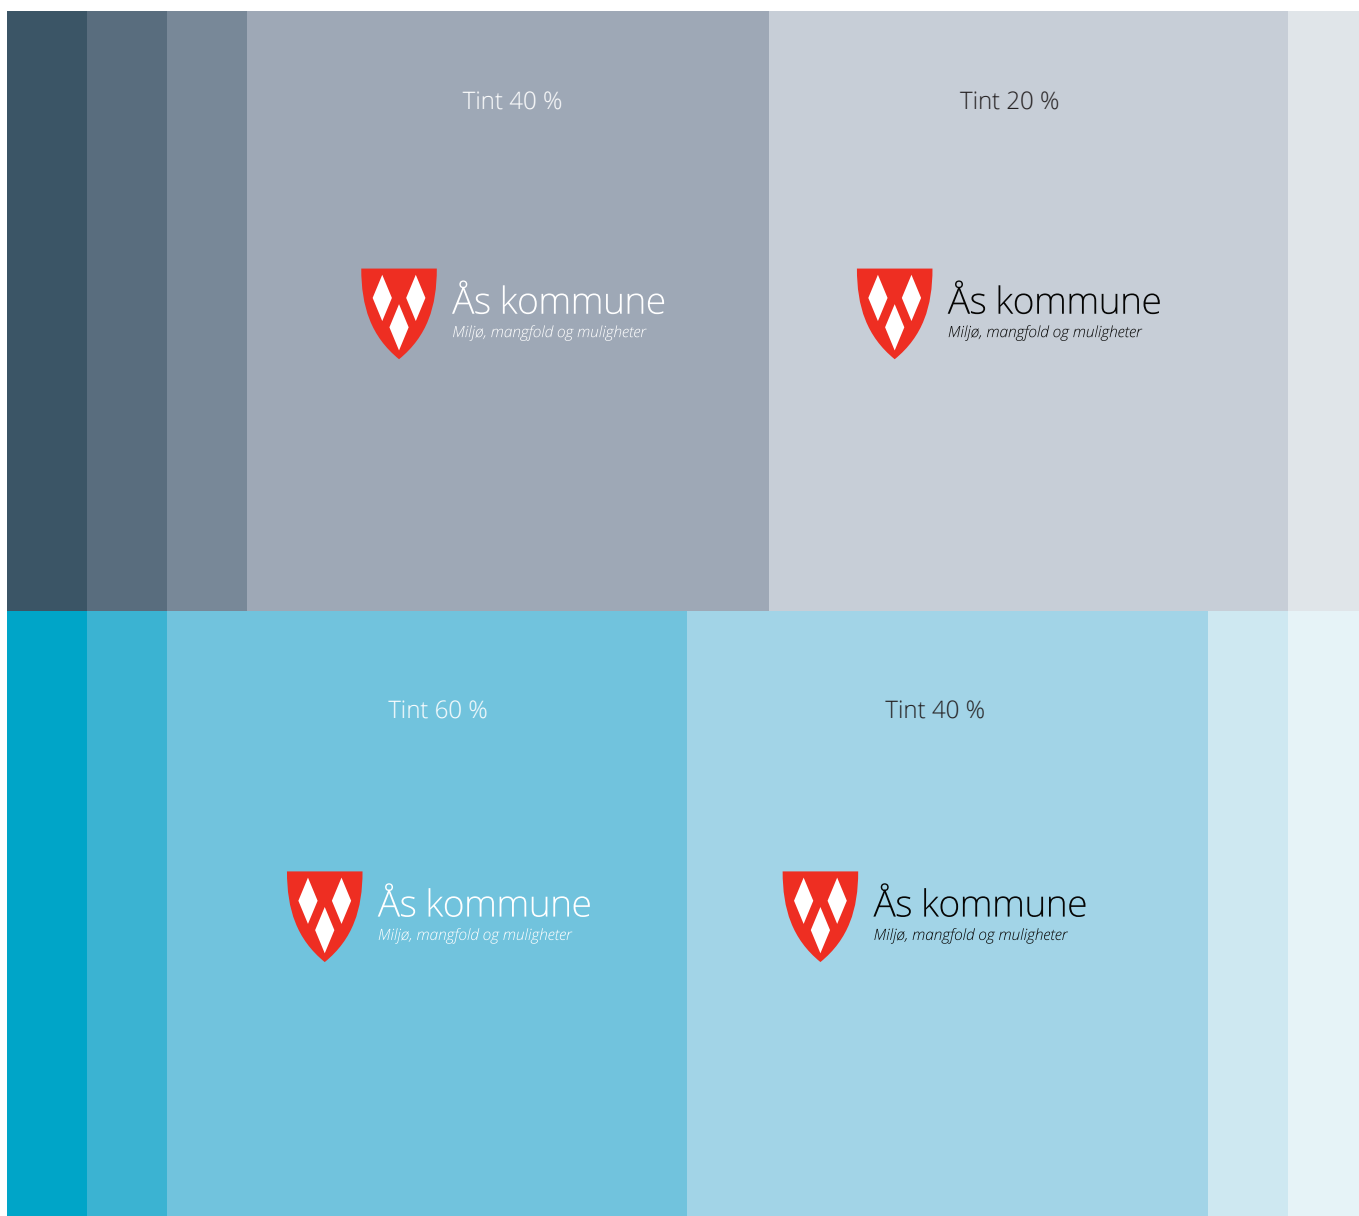 Tint 40 %
Tint 20 %
Ås kommune
Miljø, mangfold og muligheter
Ås kommune
Miljø, mangfold og muligheter
Tint 60 %
Tint 40 %
Ås kommune
Miljø, mangfold og muligheter
Ås kommune
Miljø, mangfold og muligheter